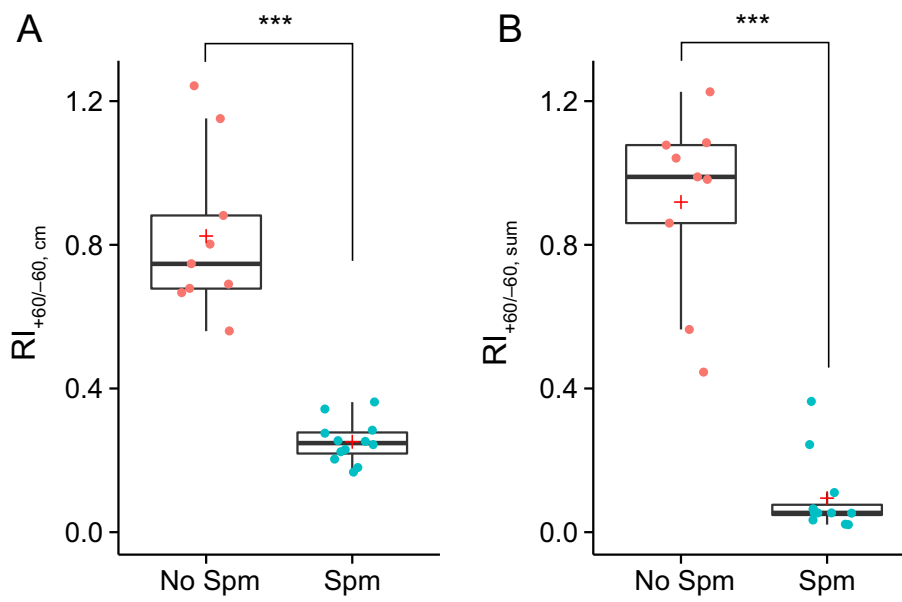 A
***
RI+60/–60, cm
1.2
0.8
0.4
0.0
No Spm Spm
B
***
RI+60/–60, sum
1.2
0.8
0.4
0.0
No Spm Spm